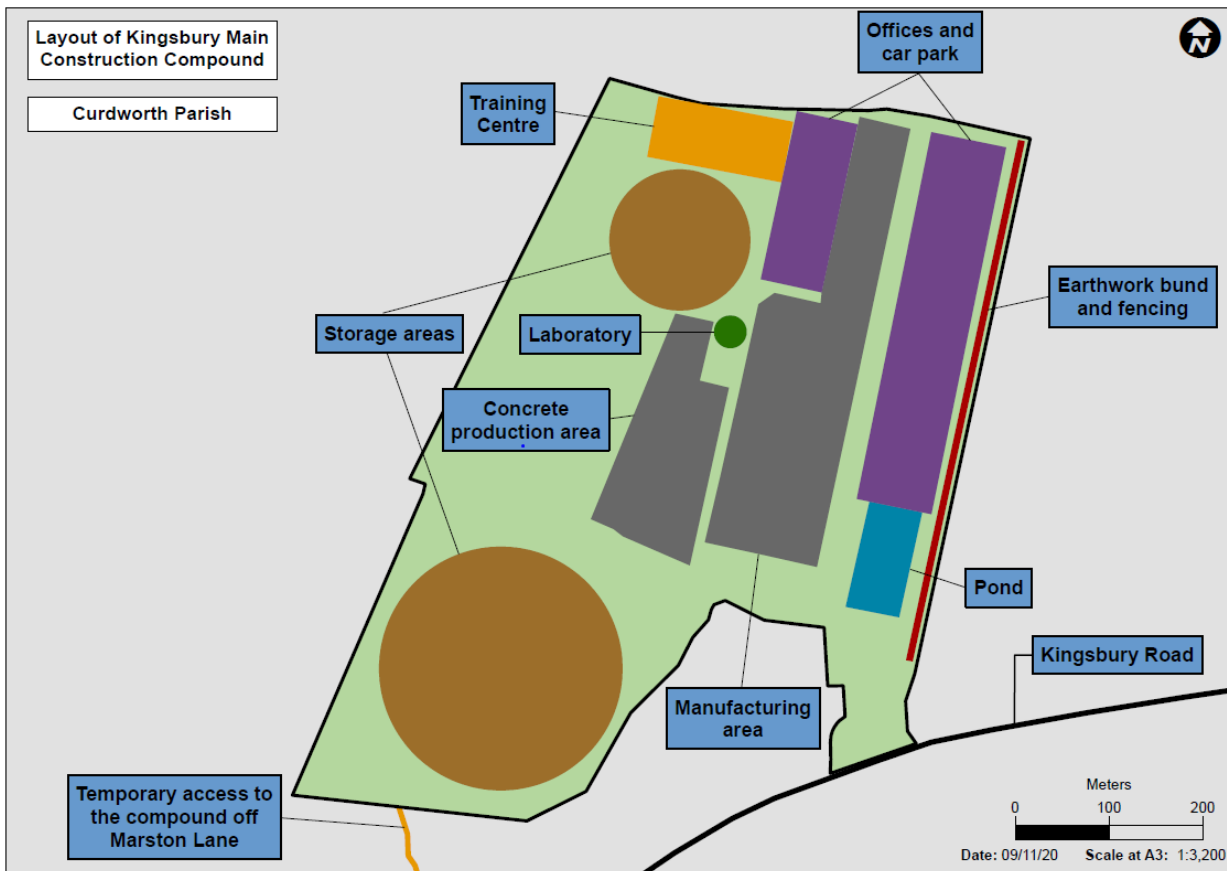 Layout of Kingsbury Main
Construction Compound
Curdworth Parish
Offices and
car park
N
Training
Centre
Earthwork bund
and fencing
Storage areas
Laboratory
Concrete
production area
Pond
Kingsbury Road
Manufacturing
area
Temporary access to
the compound off
Marston Lane
Meters
0 100 200
Date: 09/11/20 Scale at A3: 1:3,200